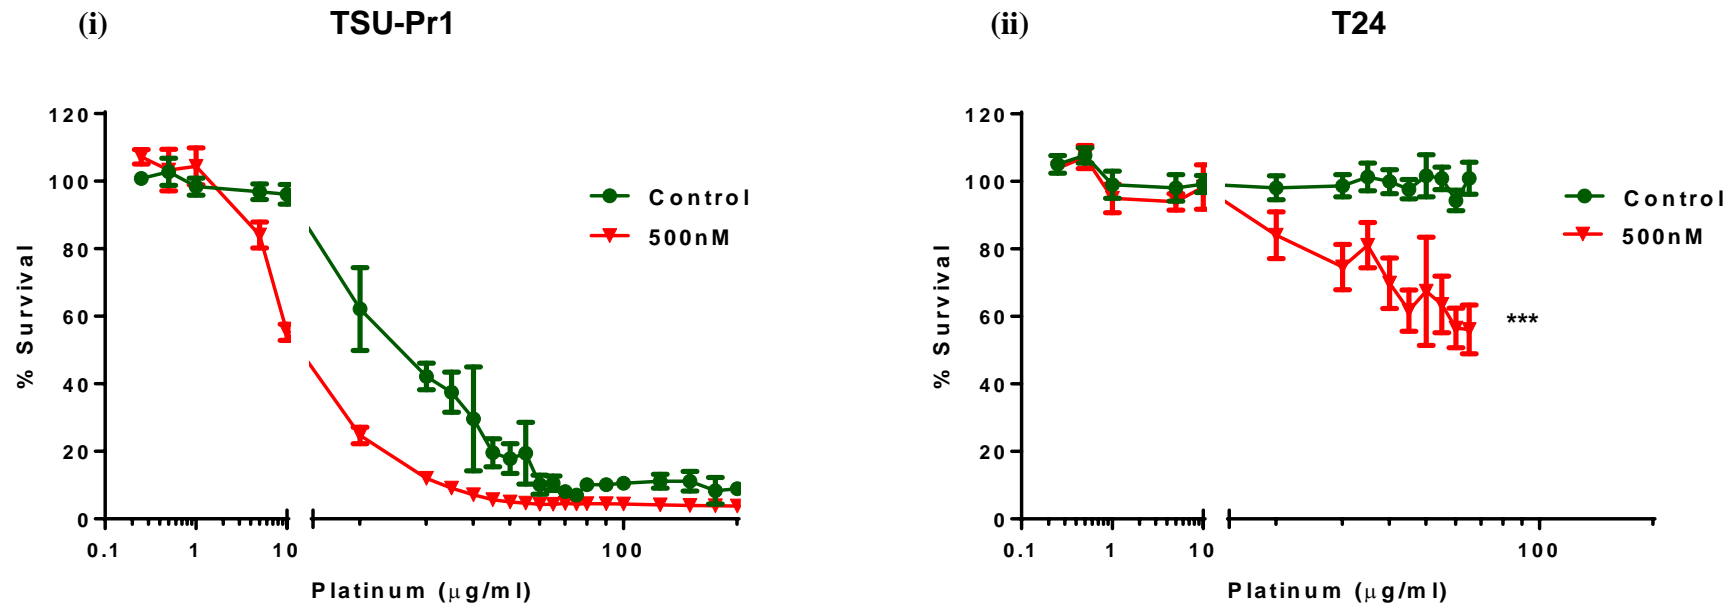 (i) TSU-Pr1
120
100
80
60
40
20
0
% Survival
0.1 1 10 100
Platinum (μg/ml)
Control
500nM
(ii) T24
120
100
80
60
40
20
0
% Survival
0.1 1 10 100
Platinum (μg/ml)
Control
500nM
***